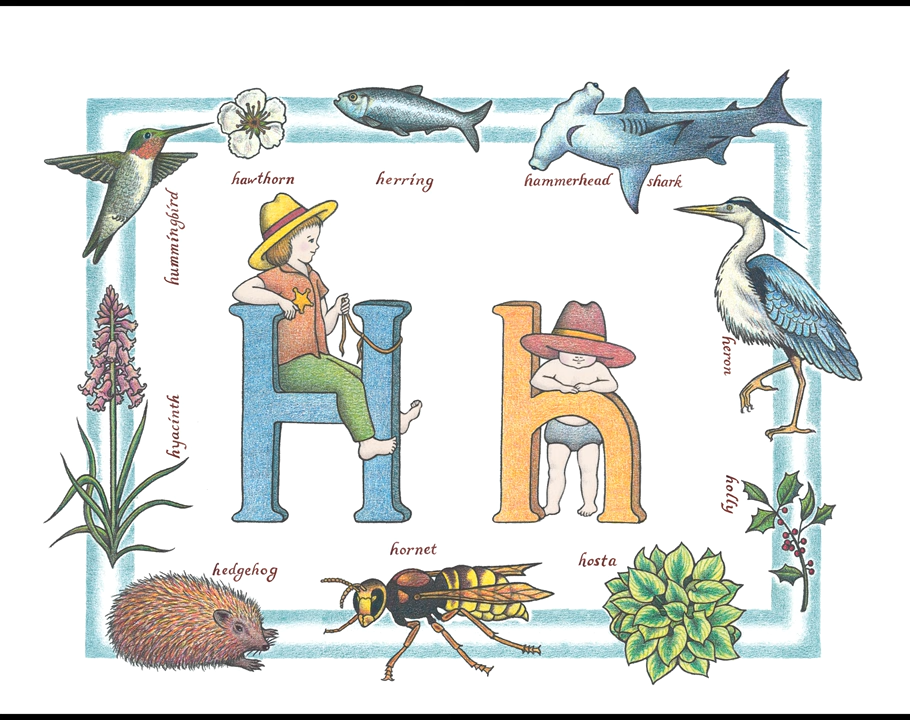 hawthorn
herring
hammerhead shark
hummingbird
H h
heron
hyacinth
holly
hornet
hosta
hedgehog